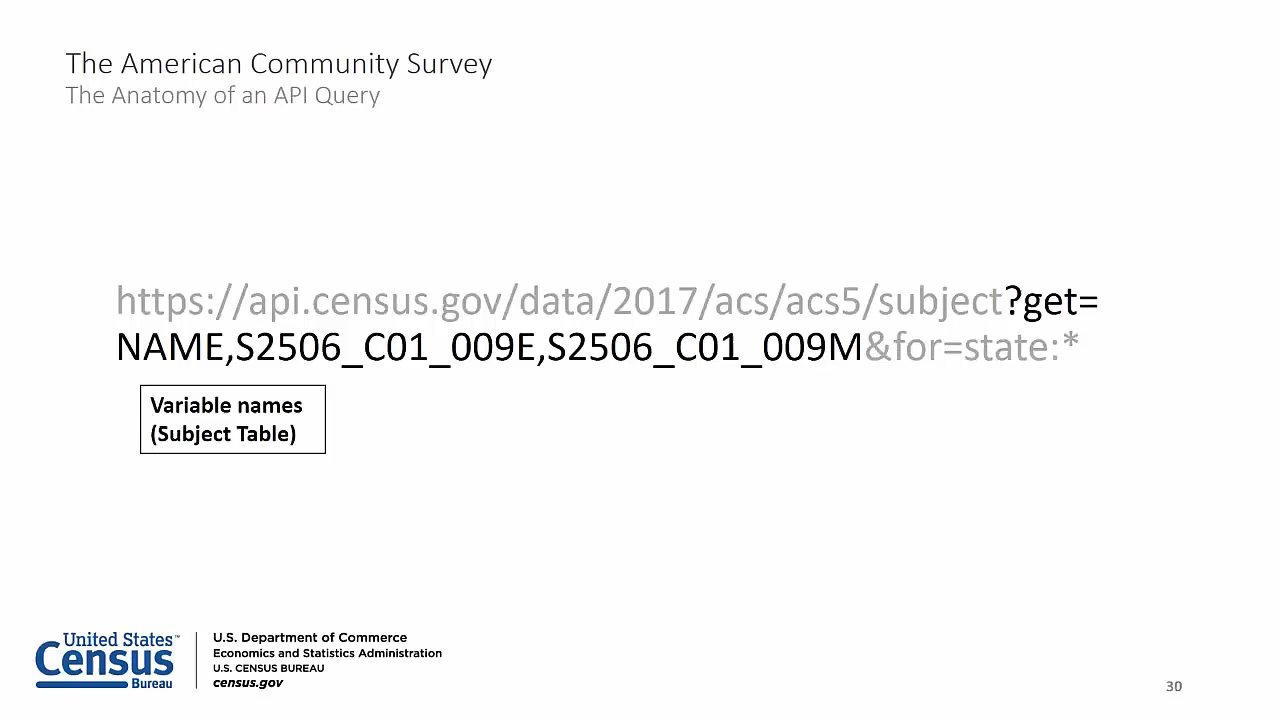 The American Community Survey
The Anatomy of an API Query
https://api.census.gov/data/2017/acs/acs5/subject?get=
NAME,S2506_C01_009E,S2506_C01_009M&for=state:*
Variable names
(Subject Table)
United States™
Census
Bureau
U.S. Department of Commerce
Economics and Statistics Administration
U.S. CENSUS BUREAU
census.gov
30